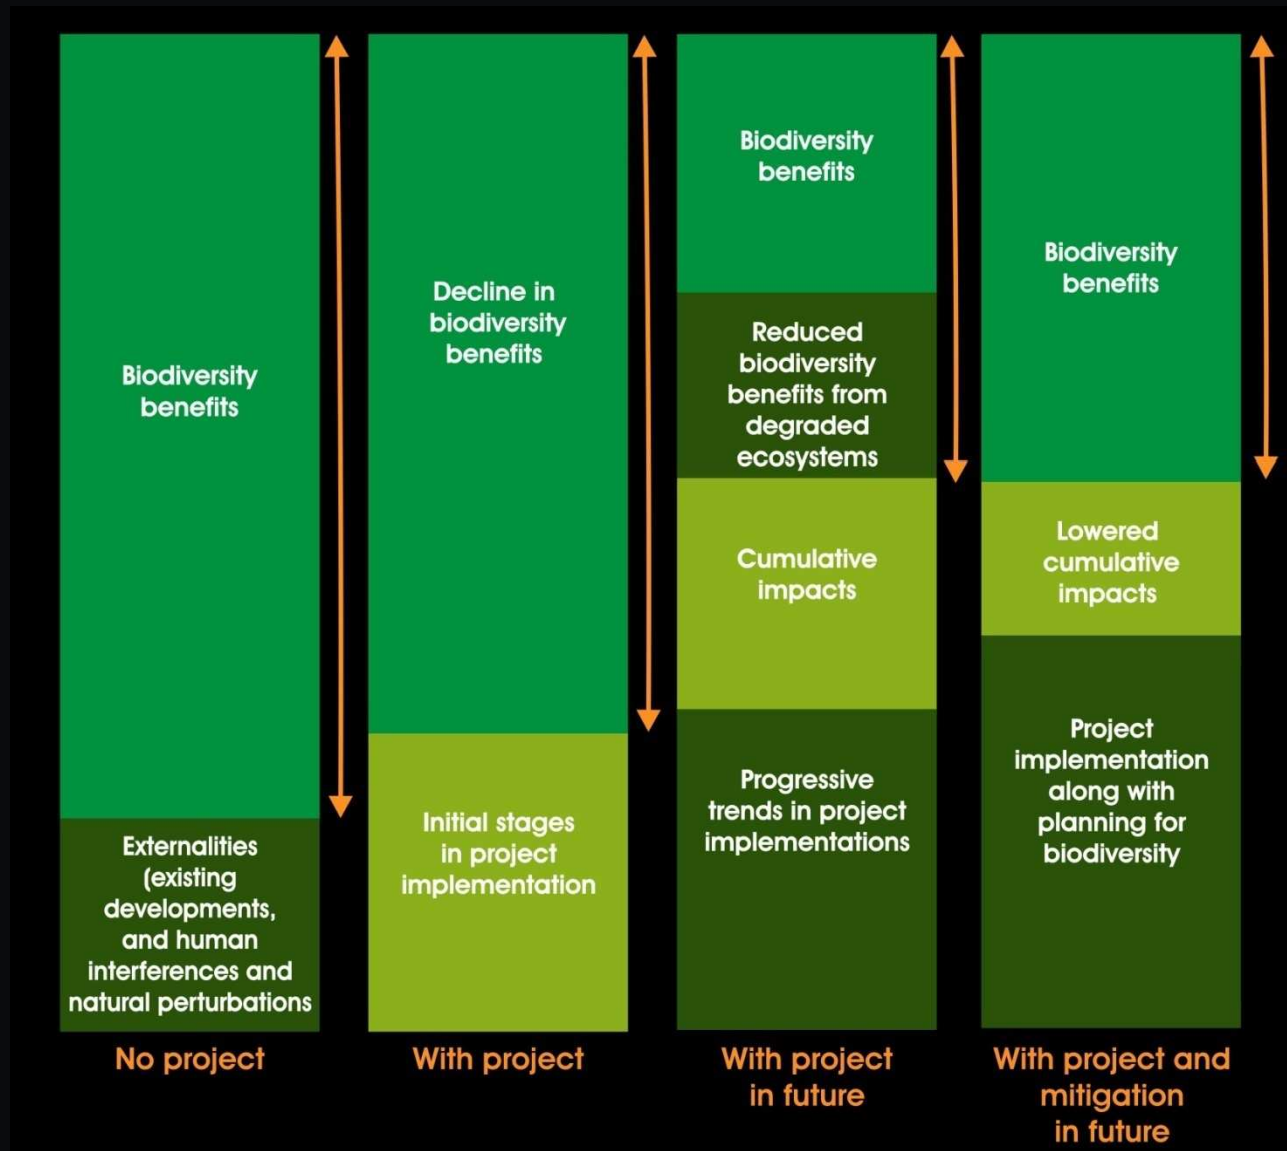 Biodiversity
benefits
Externalities
(existing
developments,
and human
interferences and
natural perturbations
No project
Decline in
biodiversity
benefits
Initial stages
in project
implementation
With project
Biodiversity
benefits
Reduced
biodiversity
benefits from
degraded
ecosystems
Cumulative
impacts
Progressive
trends in project
implementations
With project
in future
Biodiversity
benefits
Lowered
cumulative
impacts
Project
implementation
along with
planning for
biodiversity
With project and
mitigation
in future